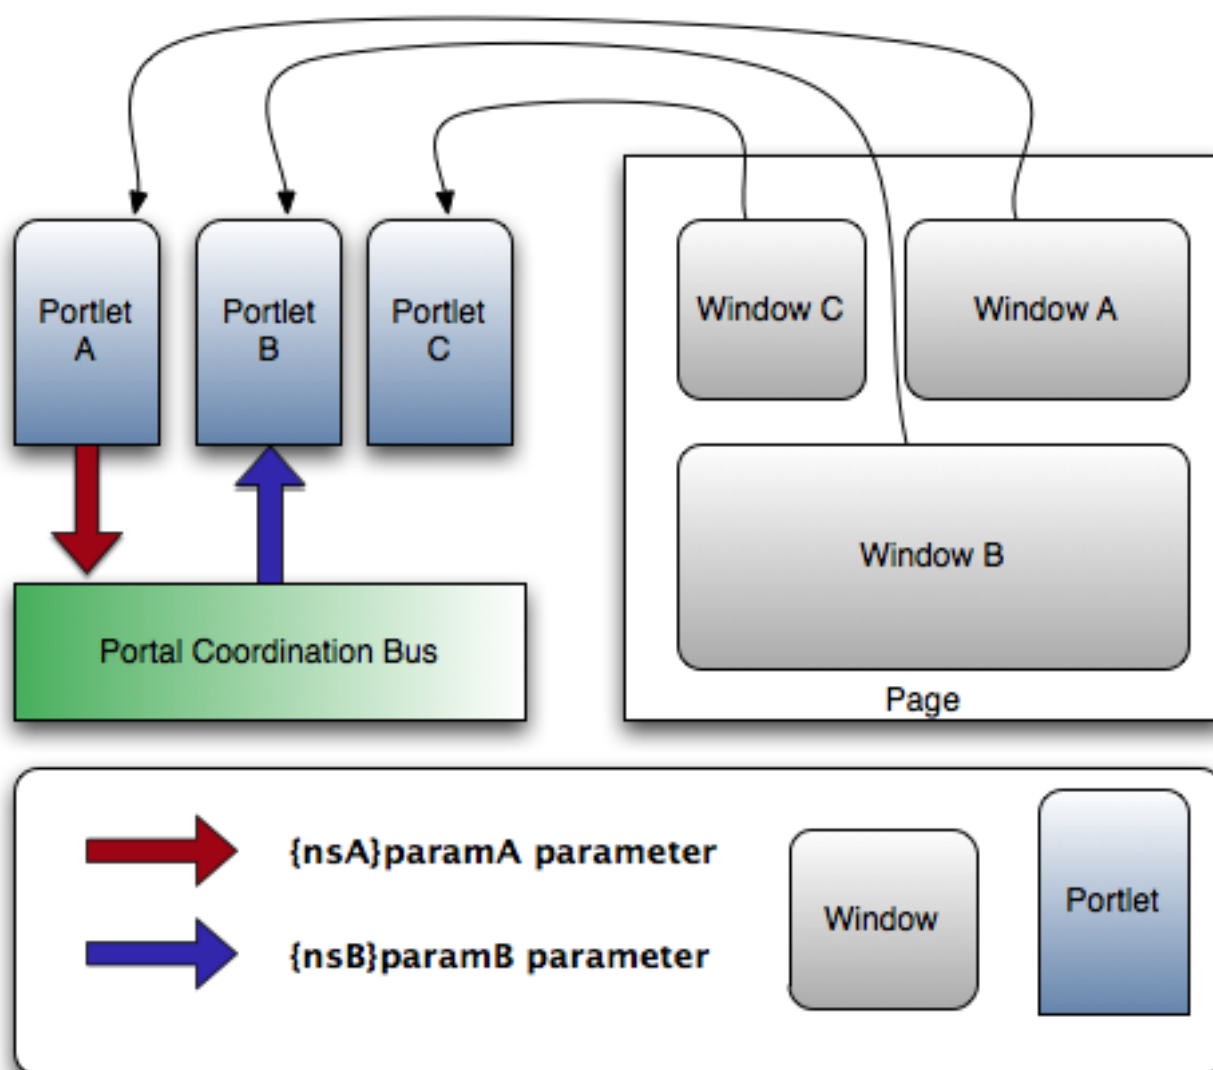 Portlet
A
Portlet
B
Portlet
C
Window C
Window A
Window B
Page
Portal Coordination Bus
{nsA}paramA parameter
{nsB}paramB parameter
Window
Portlet